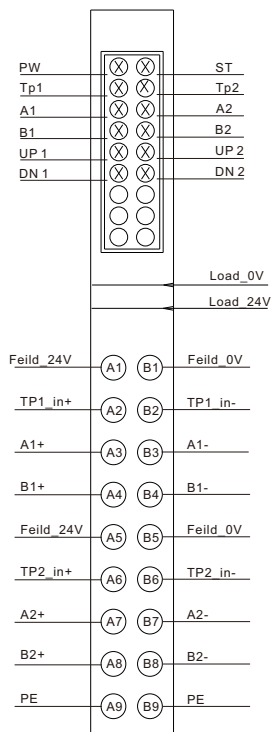 PW ST
Tp1 Tp2
A1 A2
B1 B2
UP 1 UP 2
DN 1 DN 2
Load_0V
Load_24V
Feild_24V A1 B1 Feild_0V
TP1_in+ A2 B2 TP1_in-
A1+ A3 B3 A1-
B1+ A4 B4 B1-
Feild_24V A5 B5 Feild_0V
TP2_in+ A6 B6 TP2_in-
A2+ A7 B7 A2-
B2+ A8 B8 B2-
PE A9 B9 PE